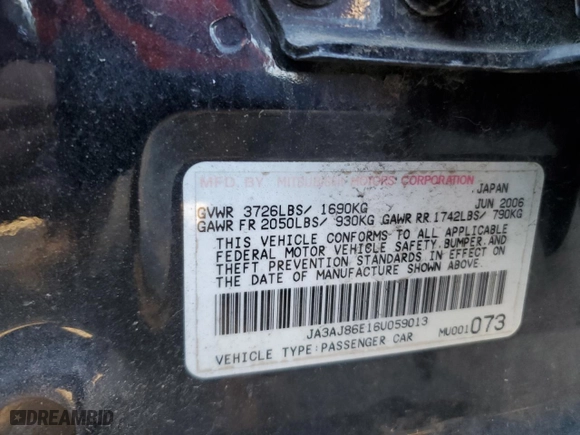 MFD BY MITSUBISHI MOTORS CORPORATION
JAPAN
JUN 2006
GVWR 3726LBS/ 1690KG
GAWR FR 2050LBS/ 930KG GAWR RR 1742LBS/ 790KG
THIS VEHICLE CONFORMS TO ALL APPLICABLE
FEDERAL MOTOR VEHICLE SAFETY, BUMPER, AND
THEFT PREVENTION STANDARDS IN EFFECT ON
THE DATE OF MANUFACTURE SHOWN ABOVE.
JA3AJ86E16U059013
VEHICLE TYPE:PASSENGER CAR
MU001073
DREAMRID